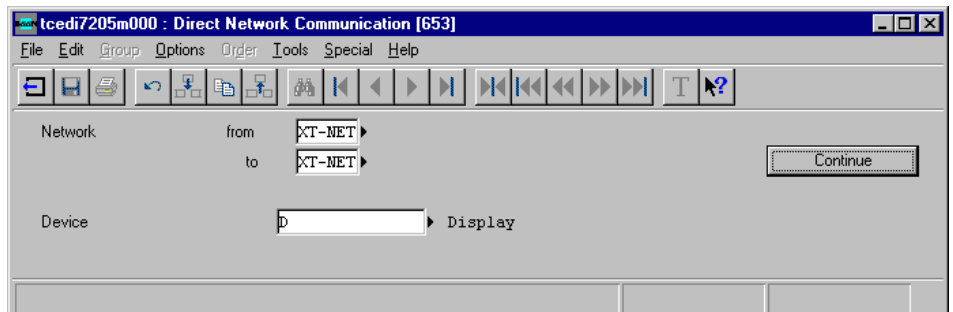 tcedi7205m000 : Direct Network Communication [653]
File Edit Group Options Order Tools Special Help
T ?
Network from XT-NET
to XT-NET
Continue
Device D Display